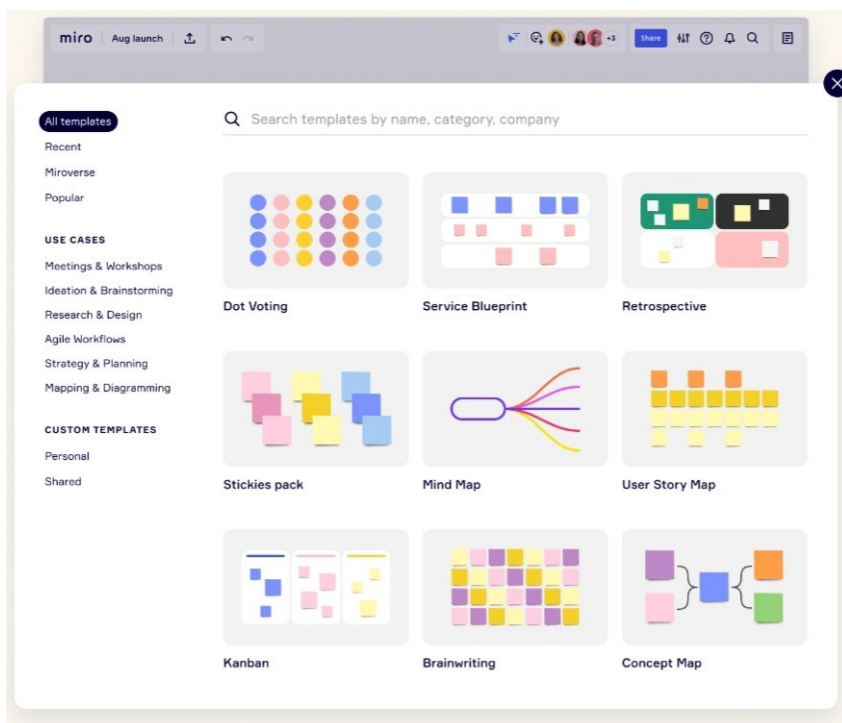 miro Aug launch +3 Share
All templates
Recent
Miroverse
Popular
USE CASES
Meetings & Workshops
Ideation & Brainstorming
Research & Design
Agile Workflows
Strategy & Planning
Mapping & Diagramming
CUSTOM TEMPLATES
Personal
Shared
Search templates by name, category, company
Dot Voting Service Blueprint Retrospective
Stickies pack Mind Map User Story Map
Kanban Brainwriting Concept Map